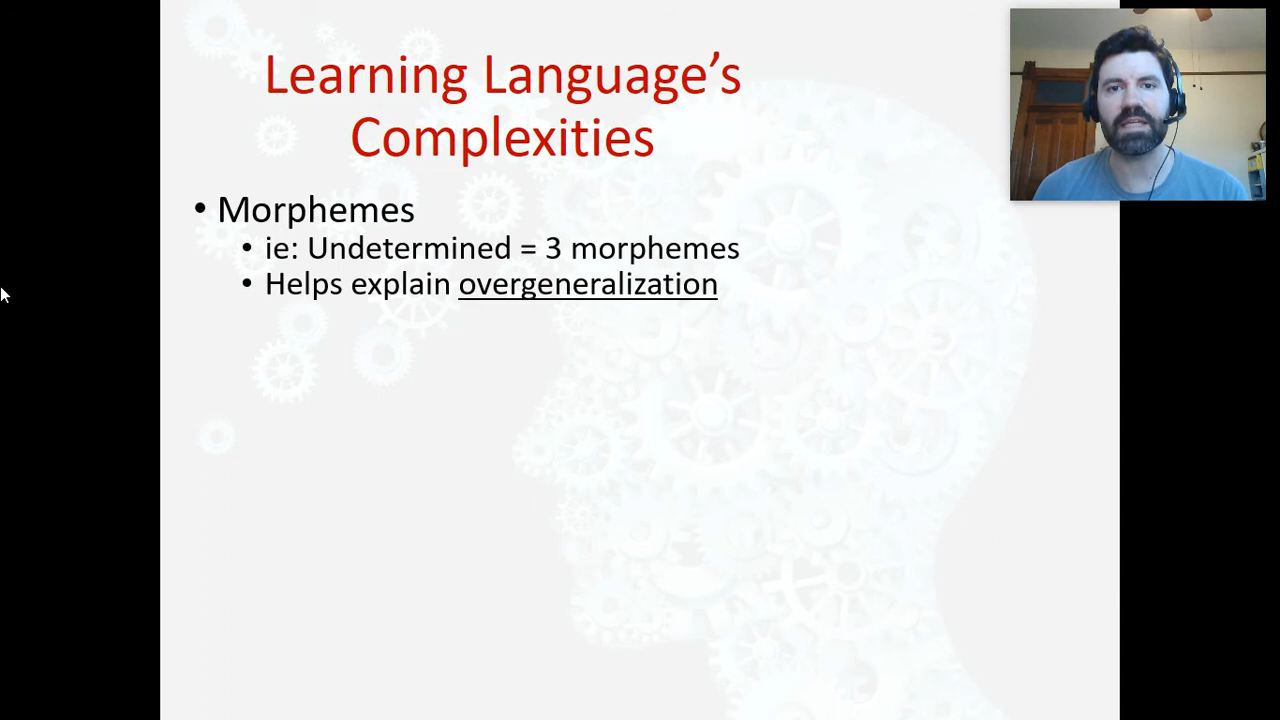 Learning Language’s
Complexities
• Morphemes
• ie: Undetermined = 3 morphemes
• Helps explain overgeneralization